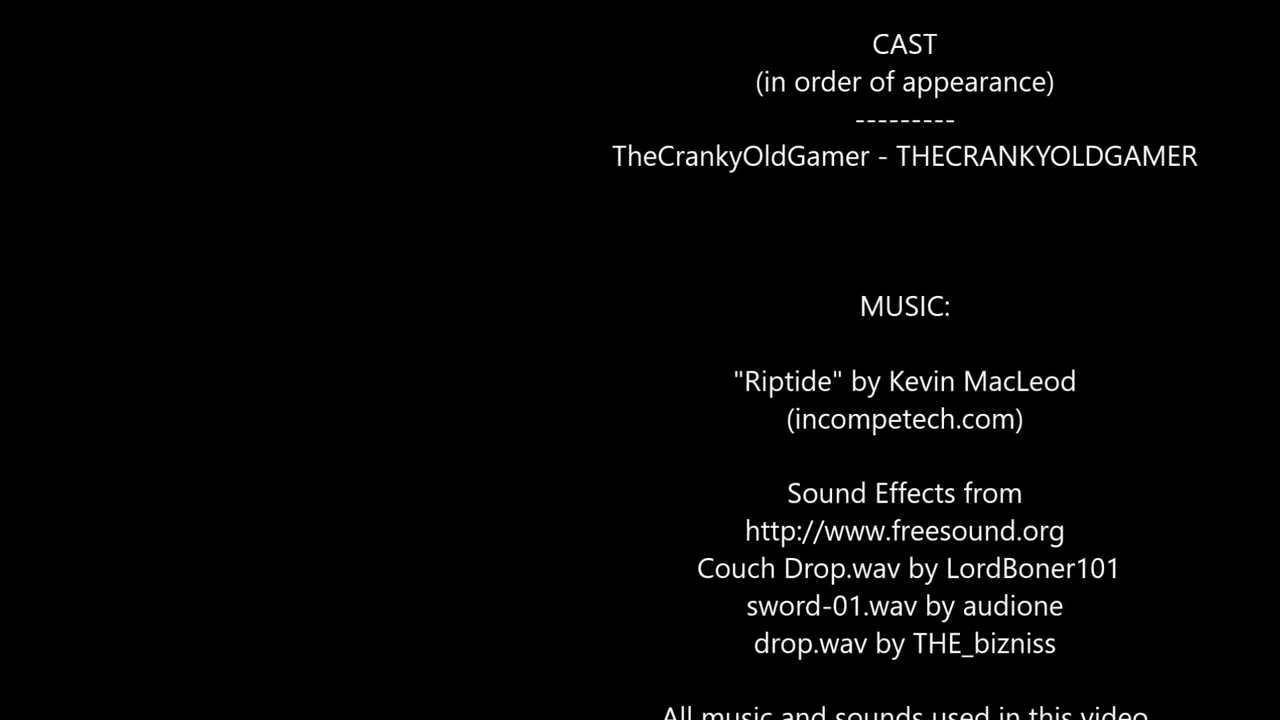 CAST
(in order of appearance)
---------
TheCrankyOldGamer - THECRANKYOLDGAMER
MUSIC:
"Riptide" by Kevin MacLeod
(incompetech.com)
Sound Effects from
http://www.freesound.org
Couch Drop.wav by LordBoner101
sword-01.wav by audione
drop.wav by THE_bizniss
All music and sounds used in this video